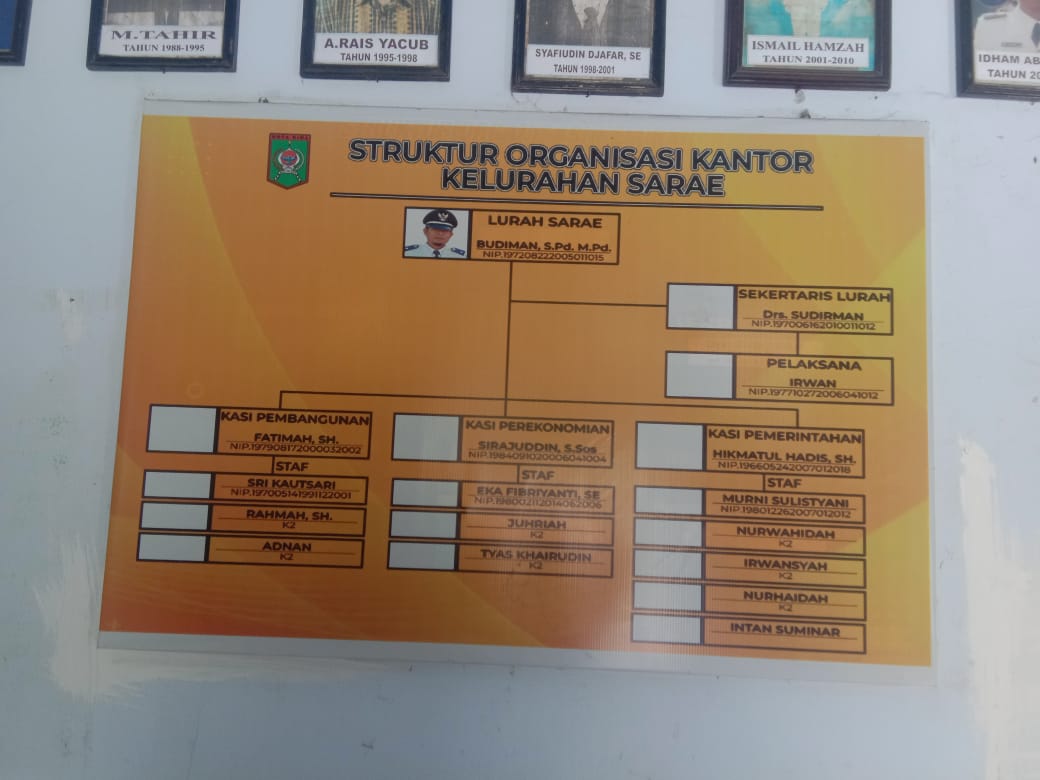 M.TAHIR
TAHUN 1988-1995
A.RAIS YACUB
TAHUN 1995-1998
SYAFIUDIN DJAFAR, SE
TAHUN 1998-2001
ISMAIL HAMZAH
TAHUN 2001-2010
IDHAM
TAHUN
KOTA BIMA
STRUKTUR ORGANISASI KANTOR
KELURAHAN SARAE
LURAH SARAE
BUDIMAN, S.Pd. M.Pd.
NIP.197208222005011015
SEKERTARIS LURAH
Drs. SUDIRMAN
NIP.197006162010011012
PELAKSANA
IRWAN
NIP.197710272006041012
KASI PEMBANGUNAN
FATIMAH, SH.
NIP.197908172000032002
STAF
SRI KAUTSARI
NIP.197005141991122001
RAHMAH, SH.
K2
ADNAN
K2
KASI PEREKONOMIAN
SIRAJUDDIN, S.Sos
NIP.198409102006041004
STAF
EKA FIBRIYANTI, SE
NIP.198002112014062006
JUHRIAH
K2
TYAS KHAIRUDIN
K2
KASI PEMERINTAHAN
HIKMATUL HADIS, SH.
NIP.196605242007012018
STAF
MURNI SULISTYANI
NIP.198012262007012012
NURWAHIDAH
K2
IRWANSYAH
K2
NURHAIDAH
K2
INTAN SUMINAR